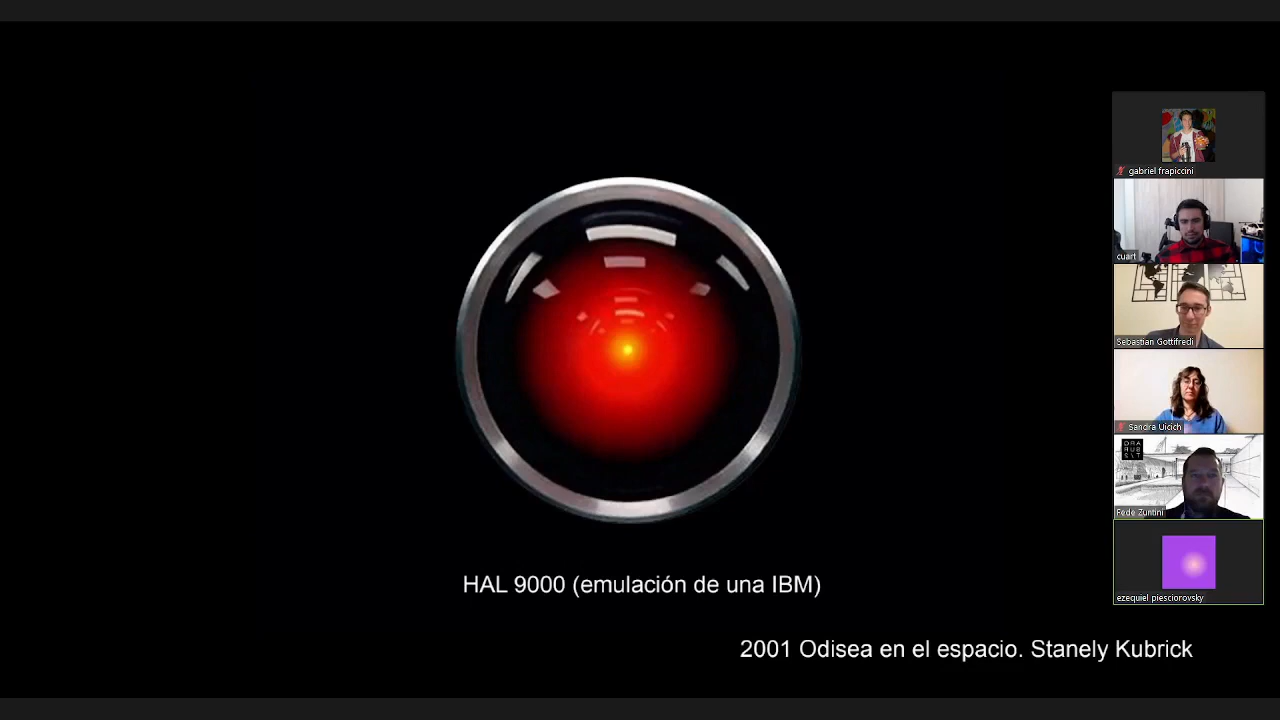 HAL 9000 (emulación de una IBM)
2001 Odisea en el espacio. Stanely Kubrick
gabriel frapiccini
cuart
Sebastian Gottifredi
Sandra Uicich
Fede Zuntini
ezequiel piesciorovsky